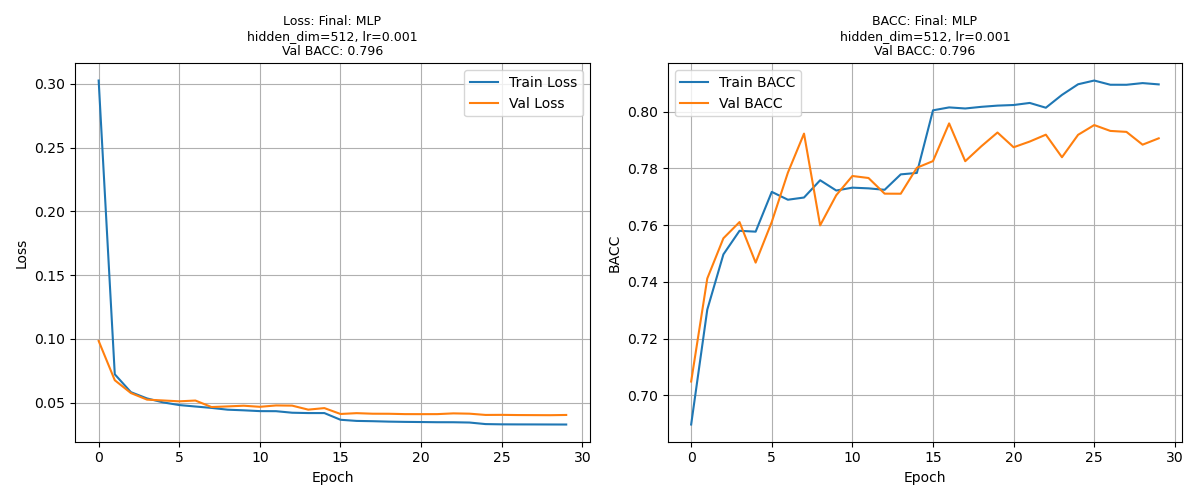 Loss: Final: MLP
hidden_dim=512, lr=0.001
Val BACC: 0.796
Train Loss
Val Loss
0.30
0.25
0.20
0.15
0.10
0.05
Loss
0 5 10 15 20 25 30
Epoch
BACC: Final: MLP
hidden_dim=512, lr=0.001
Val BACC: 0.796
Train BACC
Val BACC
0.80
0.78
0.76
0.74
0.72
0.70
BACC
0 5 10 15 20 25 30
Epoch